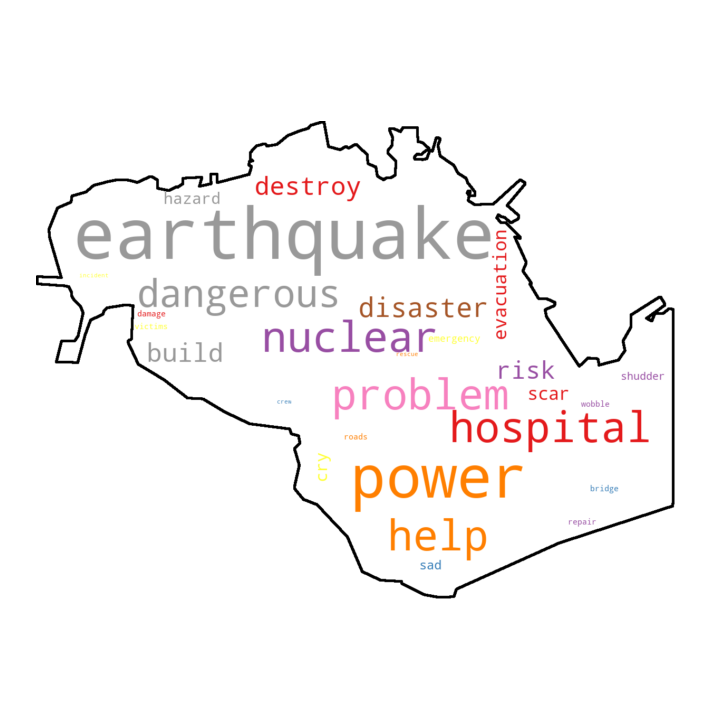 destroy
hazard
earthquake
evacuation
dangerous
disaster
damage
nuclear
emergency
build
rescue
risk
shudder
problem
scar
crew
wobble
hospital
roads
cry
power
bridge
help
repair
sad